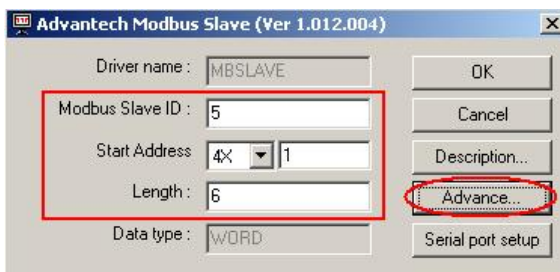 Advantech Modbus Slave (Ver 1.012.004)
Driver name : MBSLAVE OK
Modbus Slave ID : 5 Cancel
Start Address 4X 1 Description...
Length : 6 Advance...
Data type : WORD Serial port setup